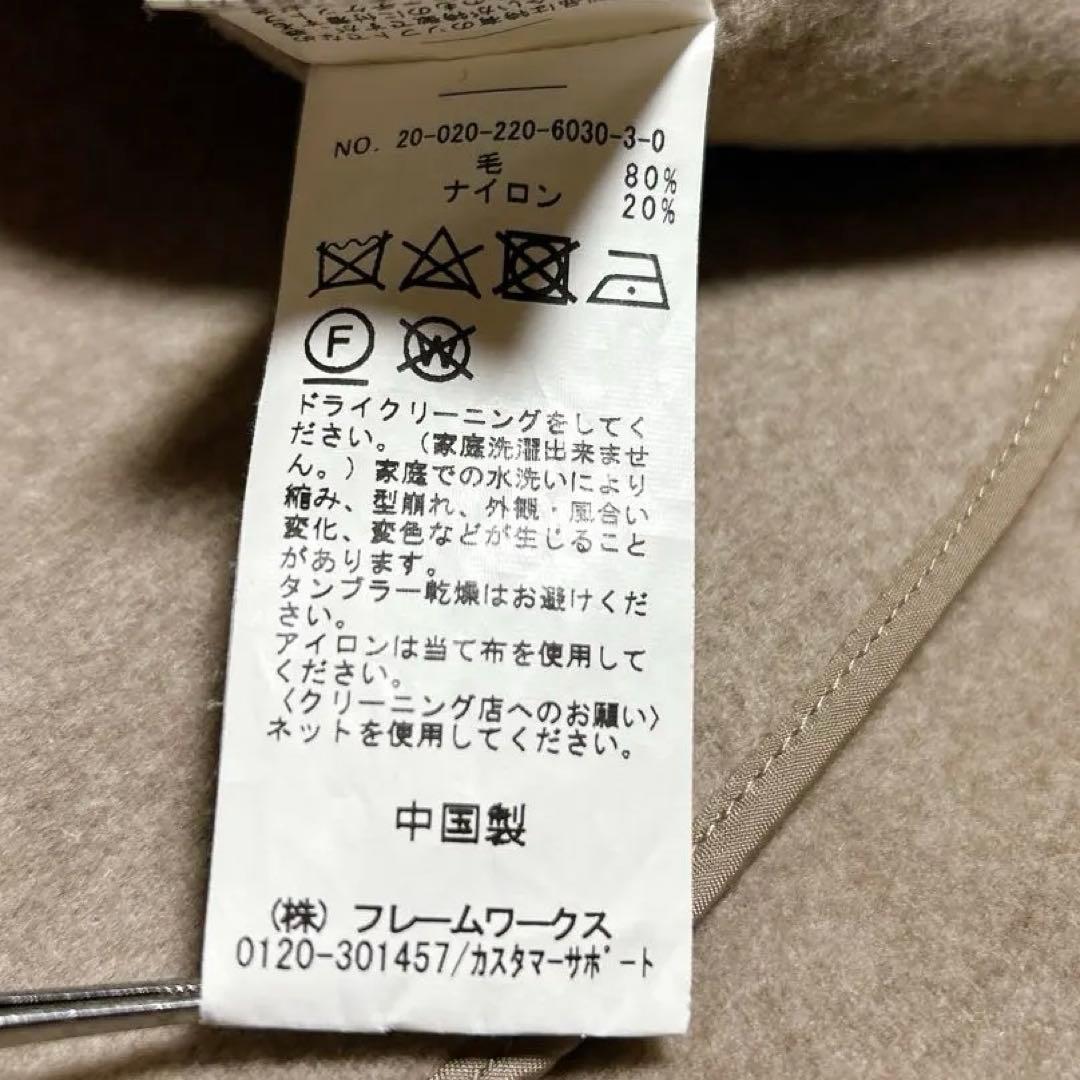 NO. 20-020-220-6030-3-0
毛 80%
ナイロン 20%
F W
ドライクリーニングをしてく
ださい。（家庭洗濯出来ませ
ん。）家庭での水洗いにより
縮み、型崩れ、外観・風合い
変化、変色などが生じること
があります。
タンブラー乾燥はお避けくだ
さい。
アイロンは当て布を使用して
ください。
〈クリーニング店へのお願い〉
ネットを使用してください。
中国製
(株) フレームワークス
0120-301457/カスタマーサポート